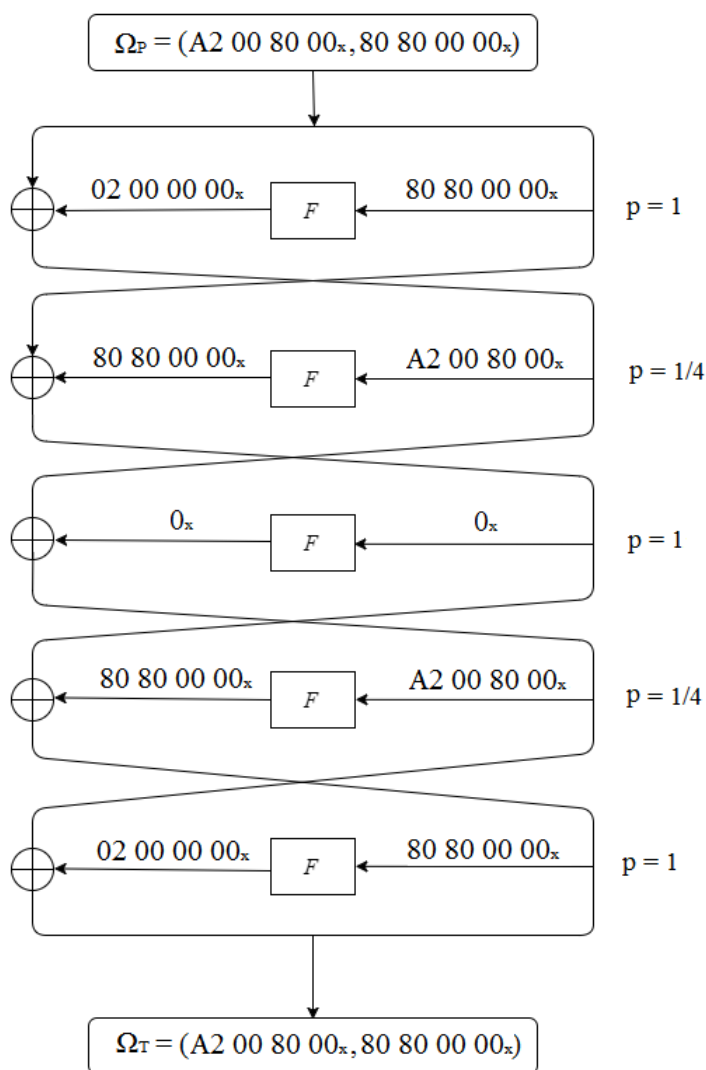 Ω_P = (A2 00 80 00ₓ, 80 80 00 00ₓ)
02 00 00 00ₓ F 80 80 00 00ₓ p = 1
80 80 00 00ₓ F A2 00 80 00ₓ p = 1/4
0ₓ F 0ₓ p = 1
80 80 00 00ₓ F A2 00 80 00ₓ p = 1/4
02 00 00 00ₓ F 80 80 00 00ₓ p = 1
Ω_T = (A2 00 80 00ₓ, 80 80 00 00ₓ)